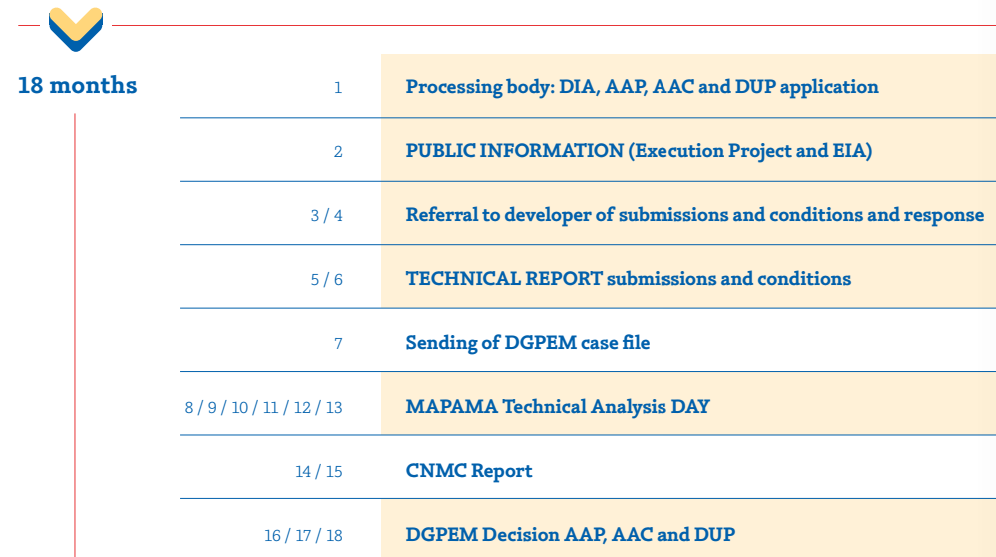 18 months
1 Processing body: DIA, AAP, AAC and DUP application
2 PUBLIC INFORMATION (Execution Project and EIA)
3 / 4 Referral to developer of submissions and conditions and response
5 / 6 TECHNICAL REPORT submissions and conditions
7 Sending of DGPEM case file
8 / 9 / 10 / 11 / 12 / 13 MAPAMA Technical Analysis DAY
14 / 15 CNMC Report
16 / 17 / 18 DGPEM Decision AAP, AAC and DUP